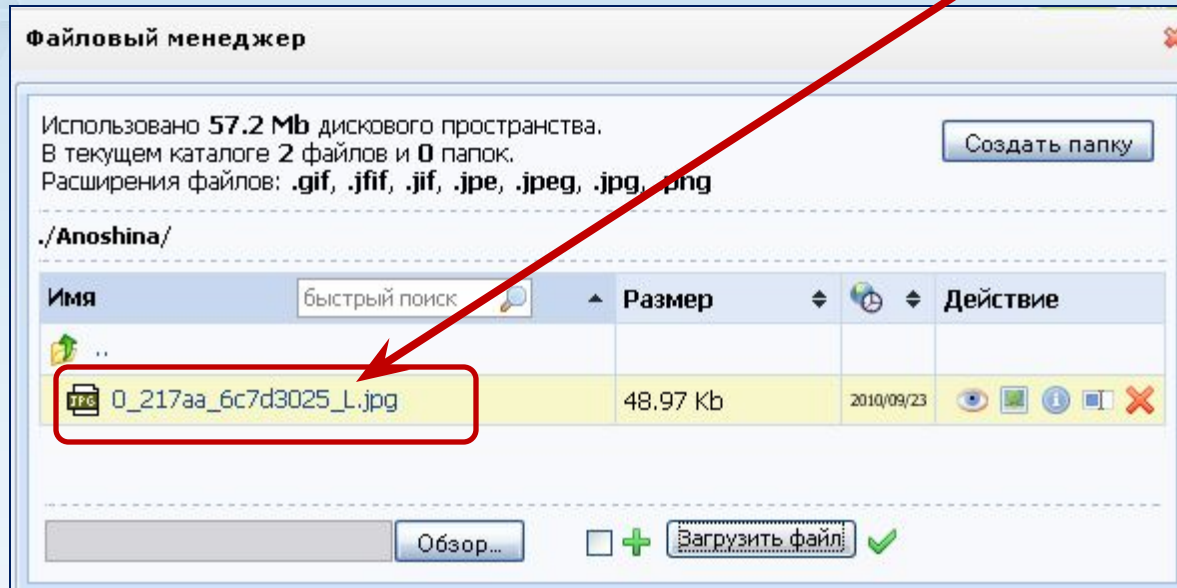 Файловый менеджер
Использовано 57.2 Mb дискового пространства.
В текущем каталоге 2 файлов и 0 папок.
Создать папку
Расширения файлов: .gif, .jfif, .jif, .jpe, .jpeg, .jpg, .png
./Anoshina/
Имя быстрый поиск Размер Действие
..
JPG 0_217aa_6c7d3025_L.jpg 48.97 Kb 2010/09/23
Обзор... Загрузить файл